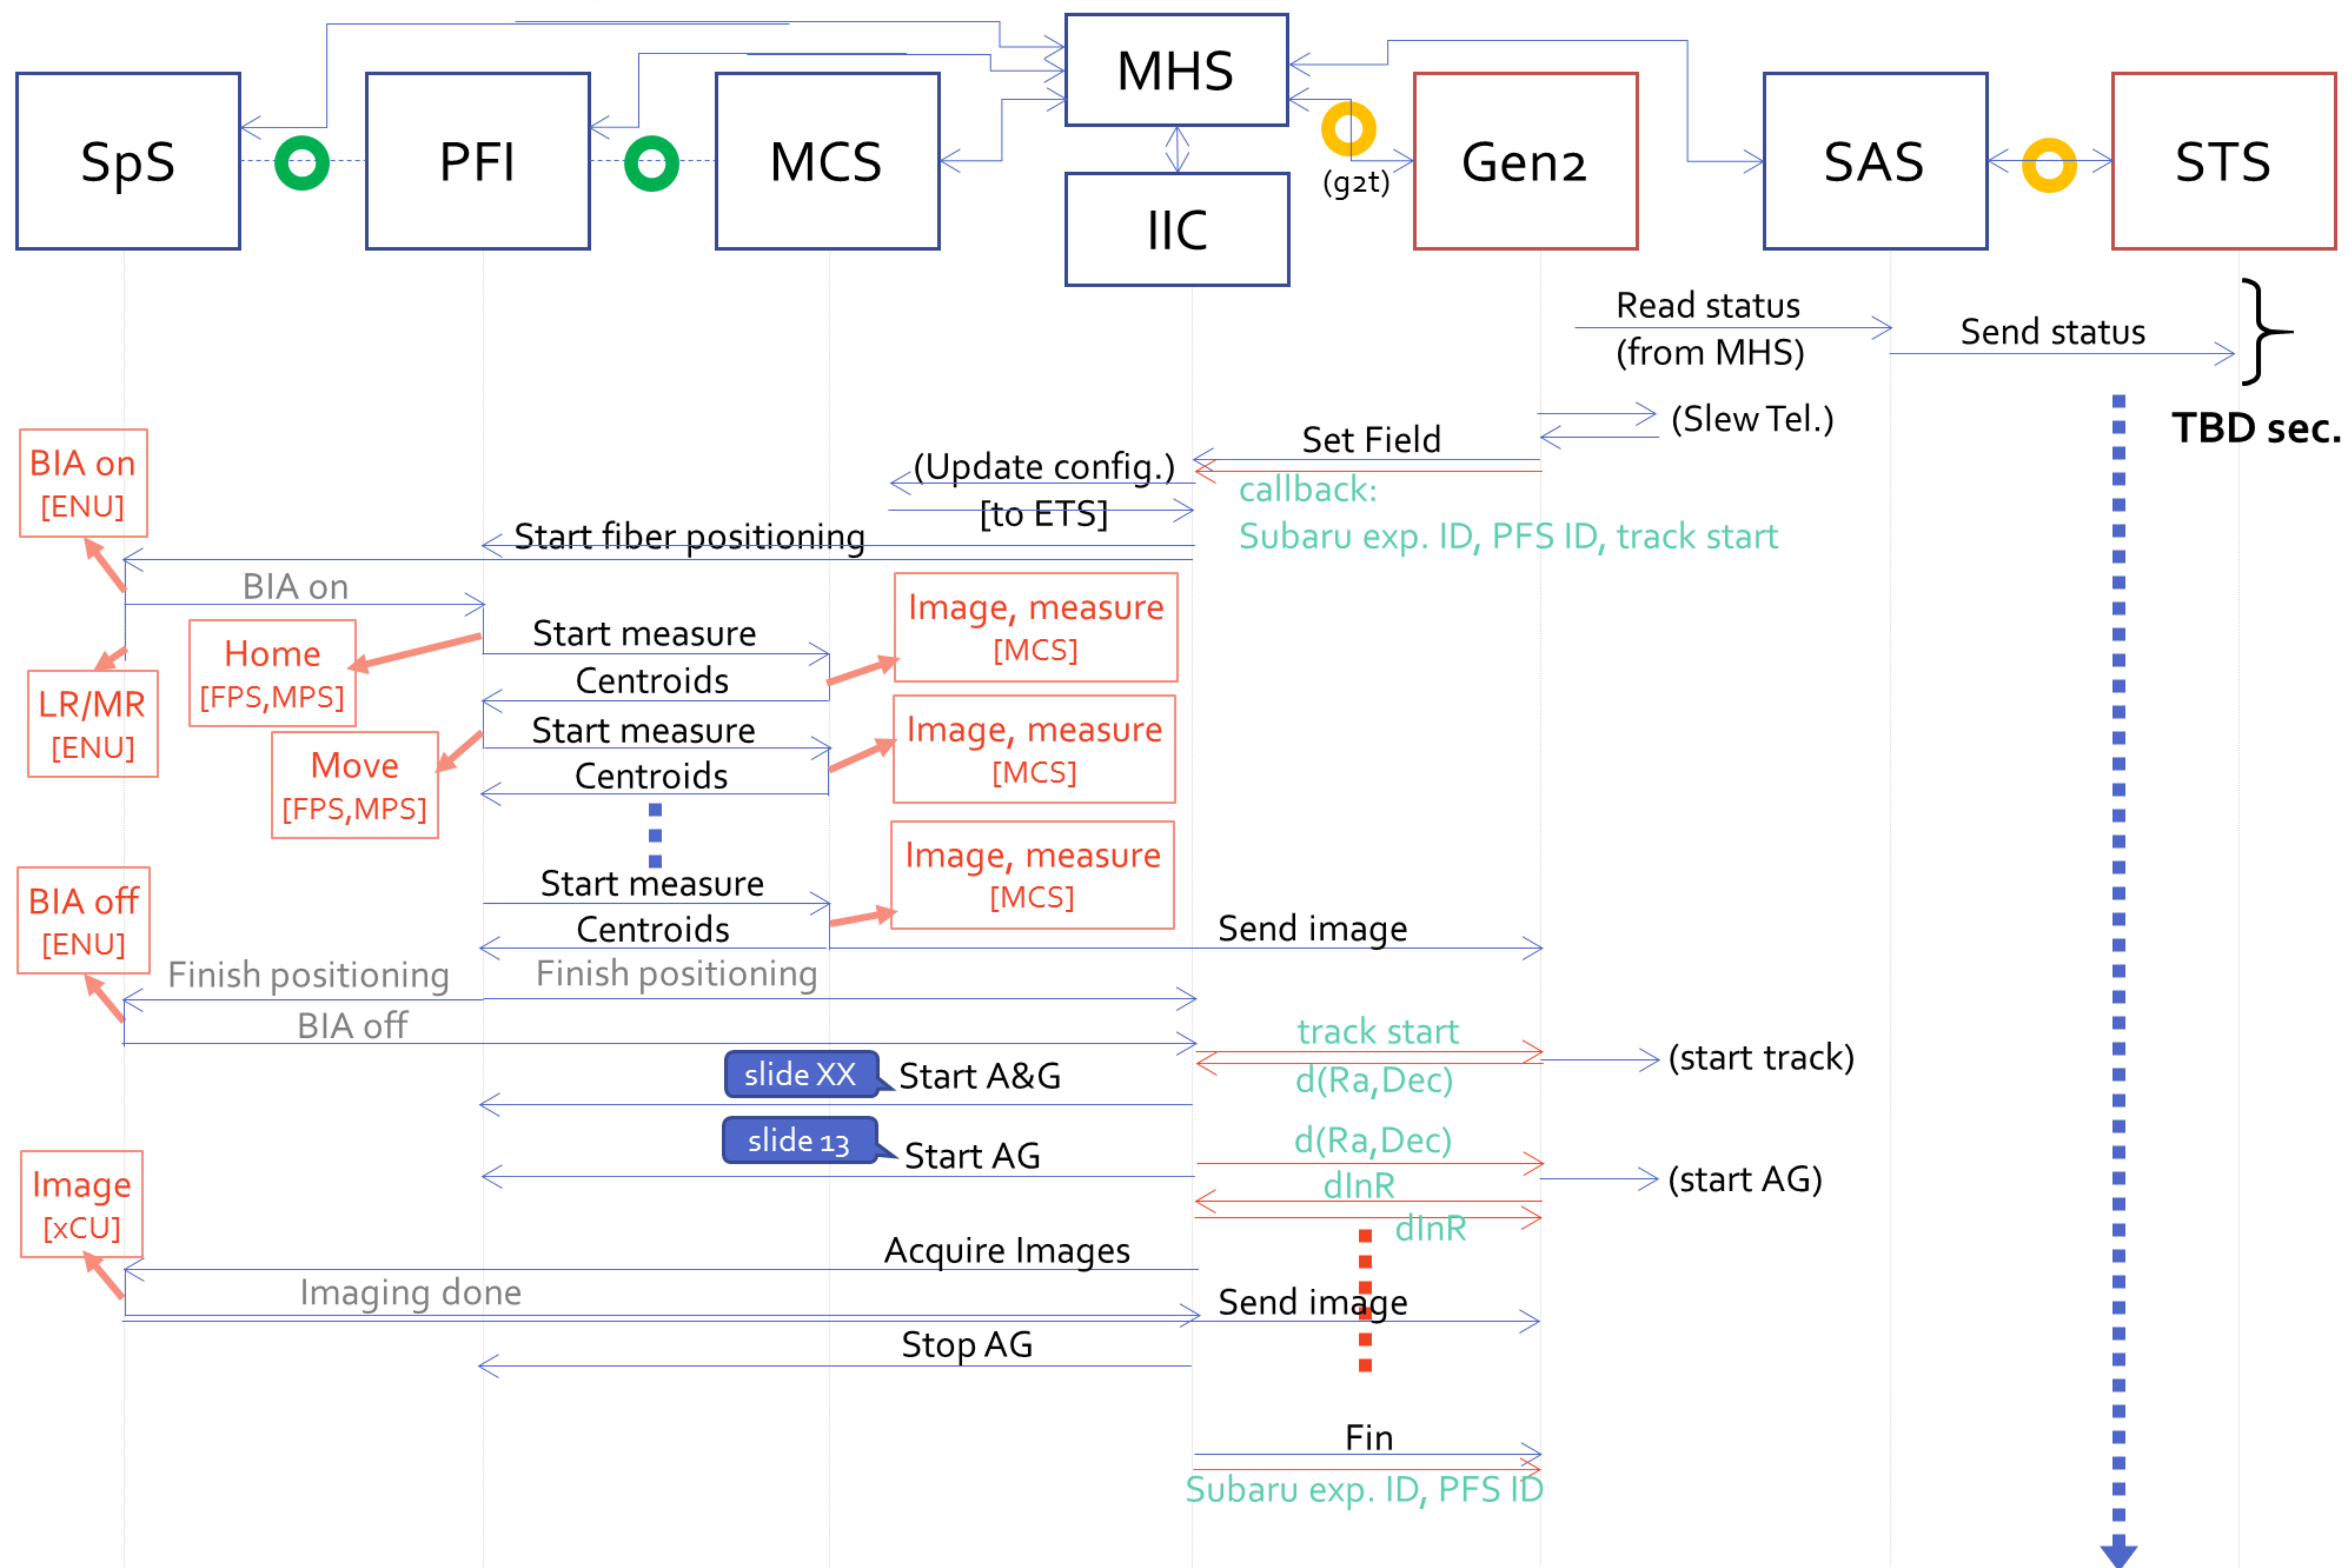 MHS
SpS
PFI
MCS
Gen2
SAS
STS
(g2t)
IIC
Read status
(from MHS)
Send status
TBD sec.
(Slew Tel.)
Set Field
(Update config.)
[to ETS]
callback:
Subaru exp. ID, PFS ID, track start
BIA on
[ENU]
Start fiber positioning
BIA on
Image, measure
[MCS]
Start measure
Home
[FPS,MPS]
Centroids
LR/MR
[ENU]
Start measure
Image, measure
[MCS]
Move
[FPS,MPS]
Centroids
Image, measure
[MCS]
Start measure
BIA off
[ENU]
Centroids
Send image
Finish positioning
Finish positioning
BIA off
track start
(start track)
slide XX
Start A&G
d(Ra,Dec)
slide 13
Start AG
d(Ra,Dec)
(start AG)
dInR
Image
[xCU]
dInR
Acquire Images
Imaging done
Send image
Stop AG
Fin
Subaru exp. ID, PFS ID